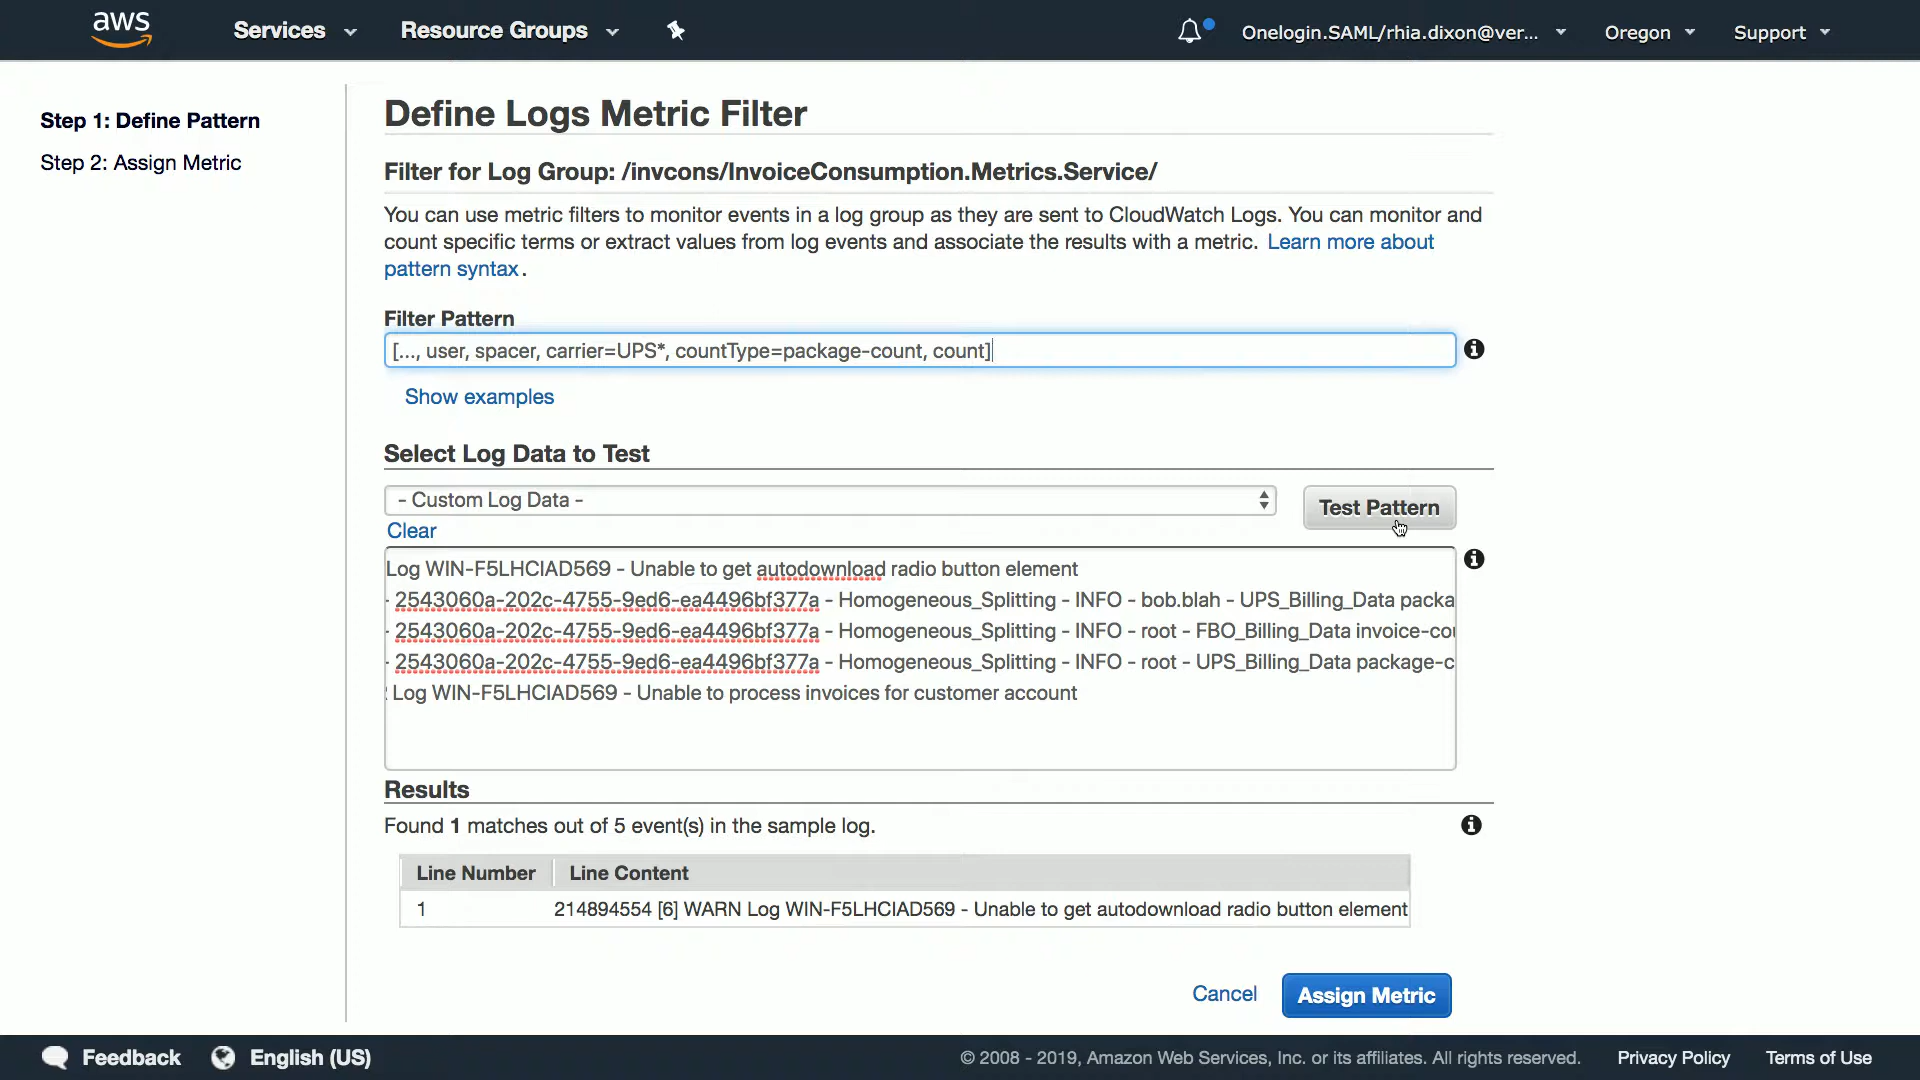 aws
Services
Resource Groups
Onelogin.SAML/rhia.dixon@ver...
Oregon
Support
Step 1: Define Pattern
Step 2: Assign Metric
Define Logs Metric Filter
Filter for Log Group: /invcons/InvoiceConsumption.Metrics.Service/
You can use metric filters to monitor events in a log group as they are sent to CloudWatch Logs. You can monitor and
count specific terms or extract values from log events and associate the results with a metric. Learn more about
pattern syntax.
Filter Pattern
[..., user, spacer, carrier=UPS*, countType=package-count, count]
Show examples
Select Log Data to Test
- Custom Log Data -
Test Pattern
Clear
Log WIN-F5LHCIAD569 - Unable to get autodownload radio button element
- 2543060a-202c-4755-9ed6-ea4496bf377a - Homogeneous_Splitting - INFO - bob.blah - UPS_Billing_Data packa
- 2543060a-202c-4755-9ed6-ea4496bf377a - Homogeneous_Splitting - INFO - root - FBO_Billing_Data invoice-cou
- 2543060a-202c-4755-9ed6-ea4496bf377a - Homogeneous_Splitting - INFO - root - UPS_Billing_Data package-c
Log WIN-F5LHCIAD569 - Unable to process invoices for customer account
Results
Found 1 matches out of 5 event(s) in the sample log.
Line Number Line Content
1 214894554 [6] WARN Log WIN-F5LHCIAD569 - Unable to get autodownload radio button element
Cancel
Assign Metric
Feedback
English (US)
© 2008 - 2019, Amazon Web Services, Inc. or its affiliates. All rights reserved.
Privacy Policy
Terms of Use